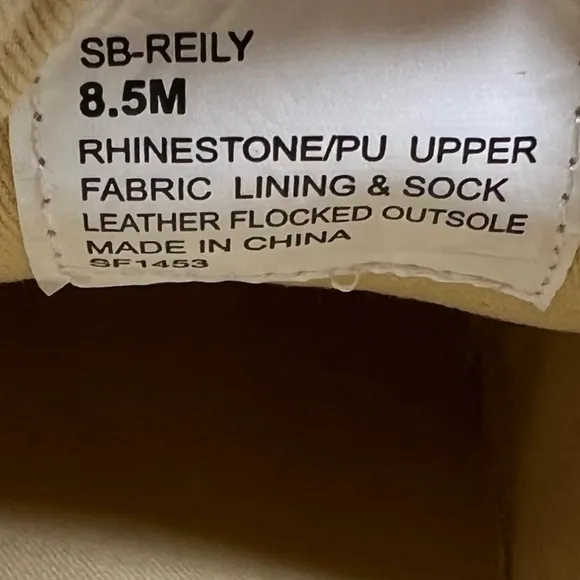 SB-REILY
8.5M
RHINESTONE/PU UPPER
FABRIC LINING & SOCK
LEATHER FLOCKED OUTSOLE
MADE IN CHINA
SF1453